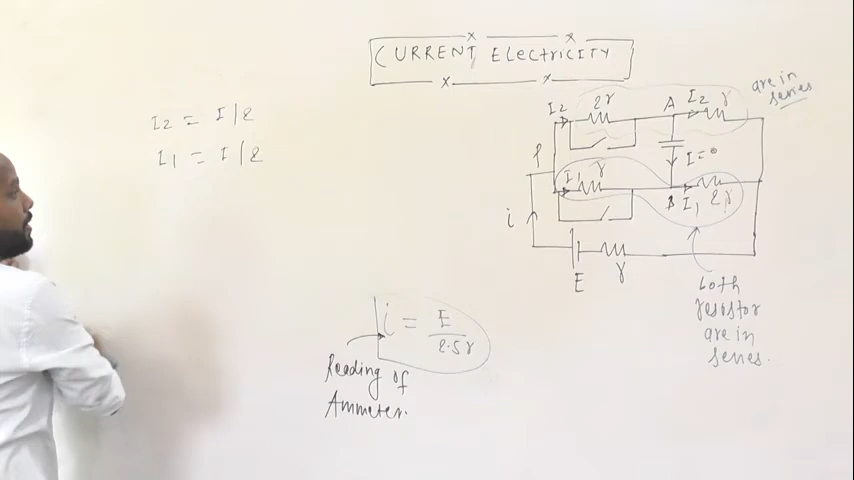 CURRENT ELECTRICITY
are in
series
I2 2r A I2 r
I2 = I/2
I1 = I/2
I=0
P I1 r
B I1 2r
i
E r
both
resistor
are in
series.
i = E
2.5r
Reading of
Ammeter.